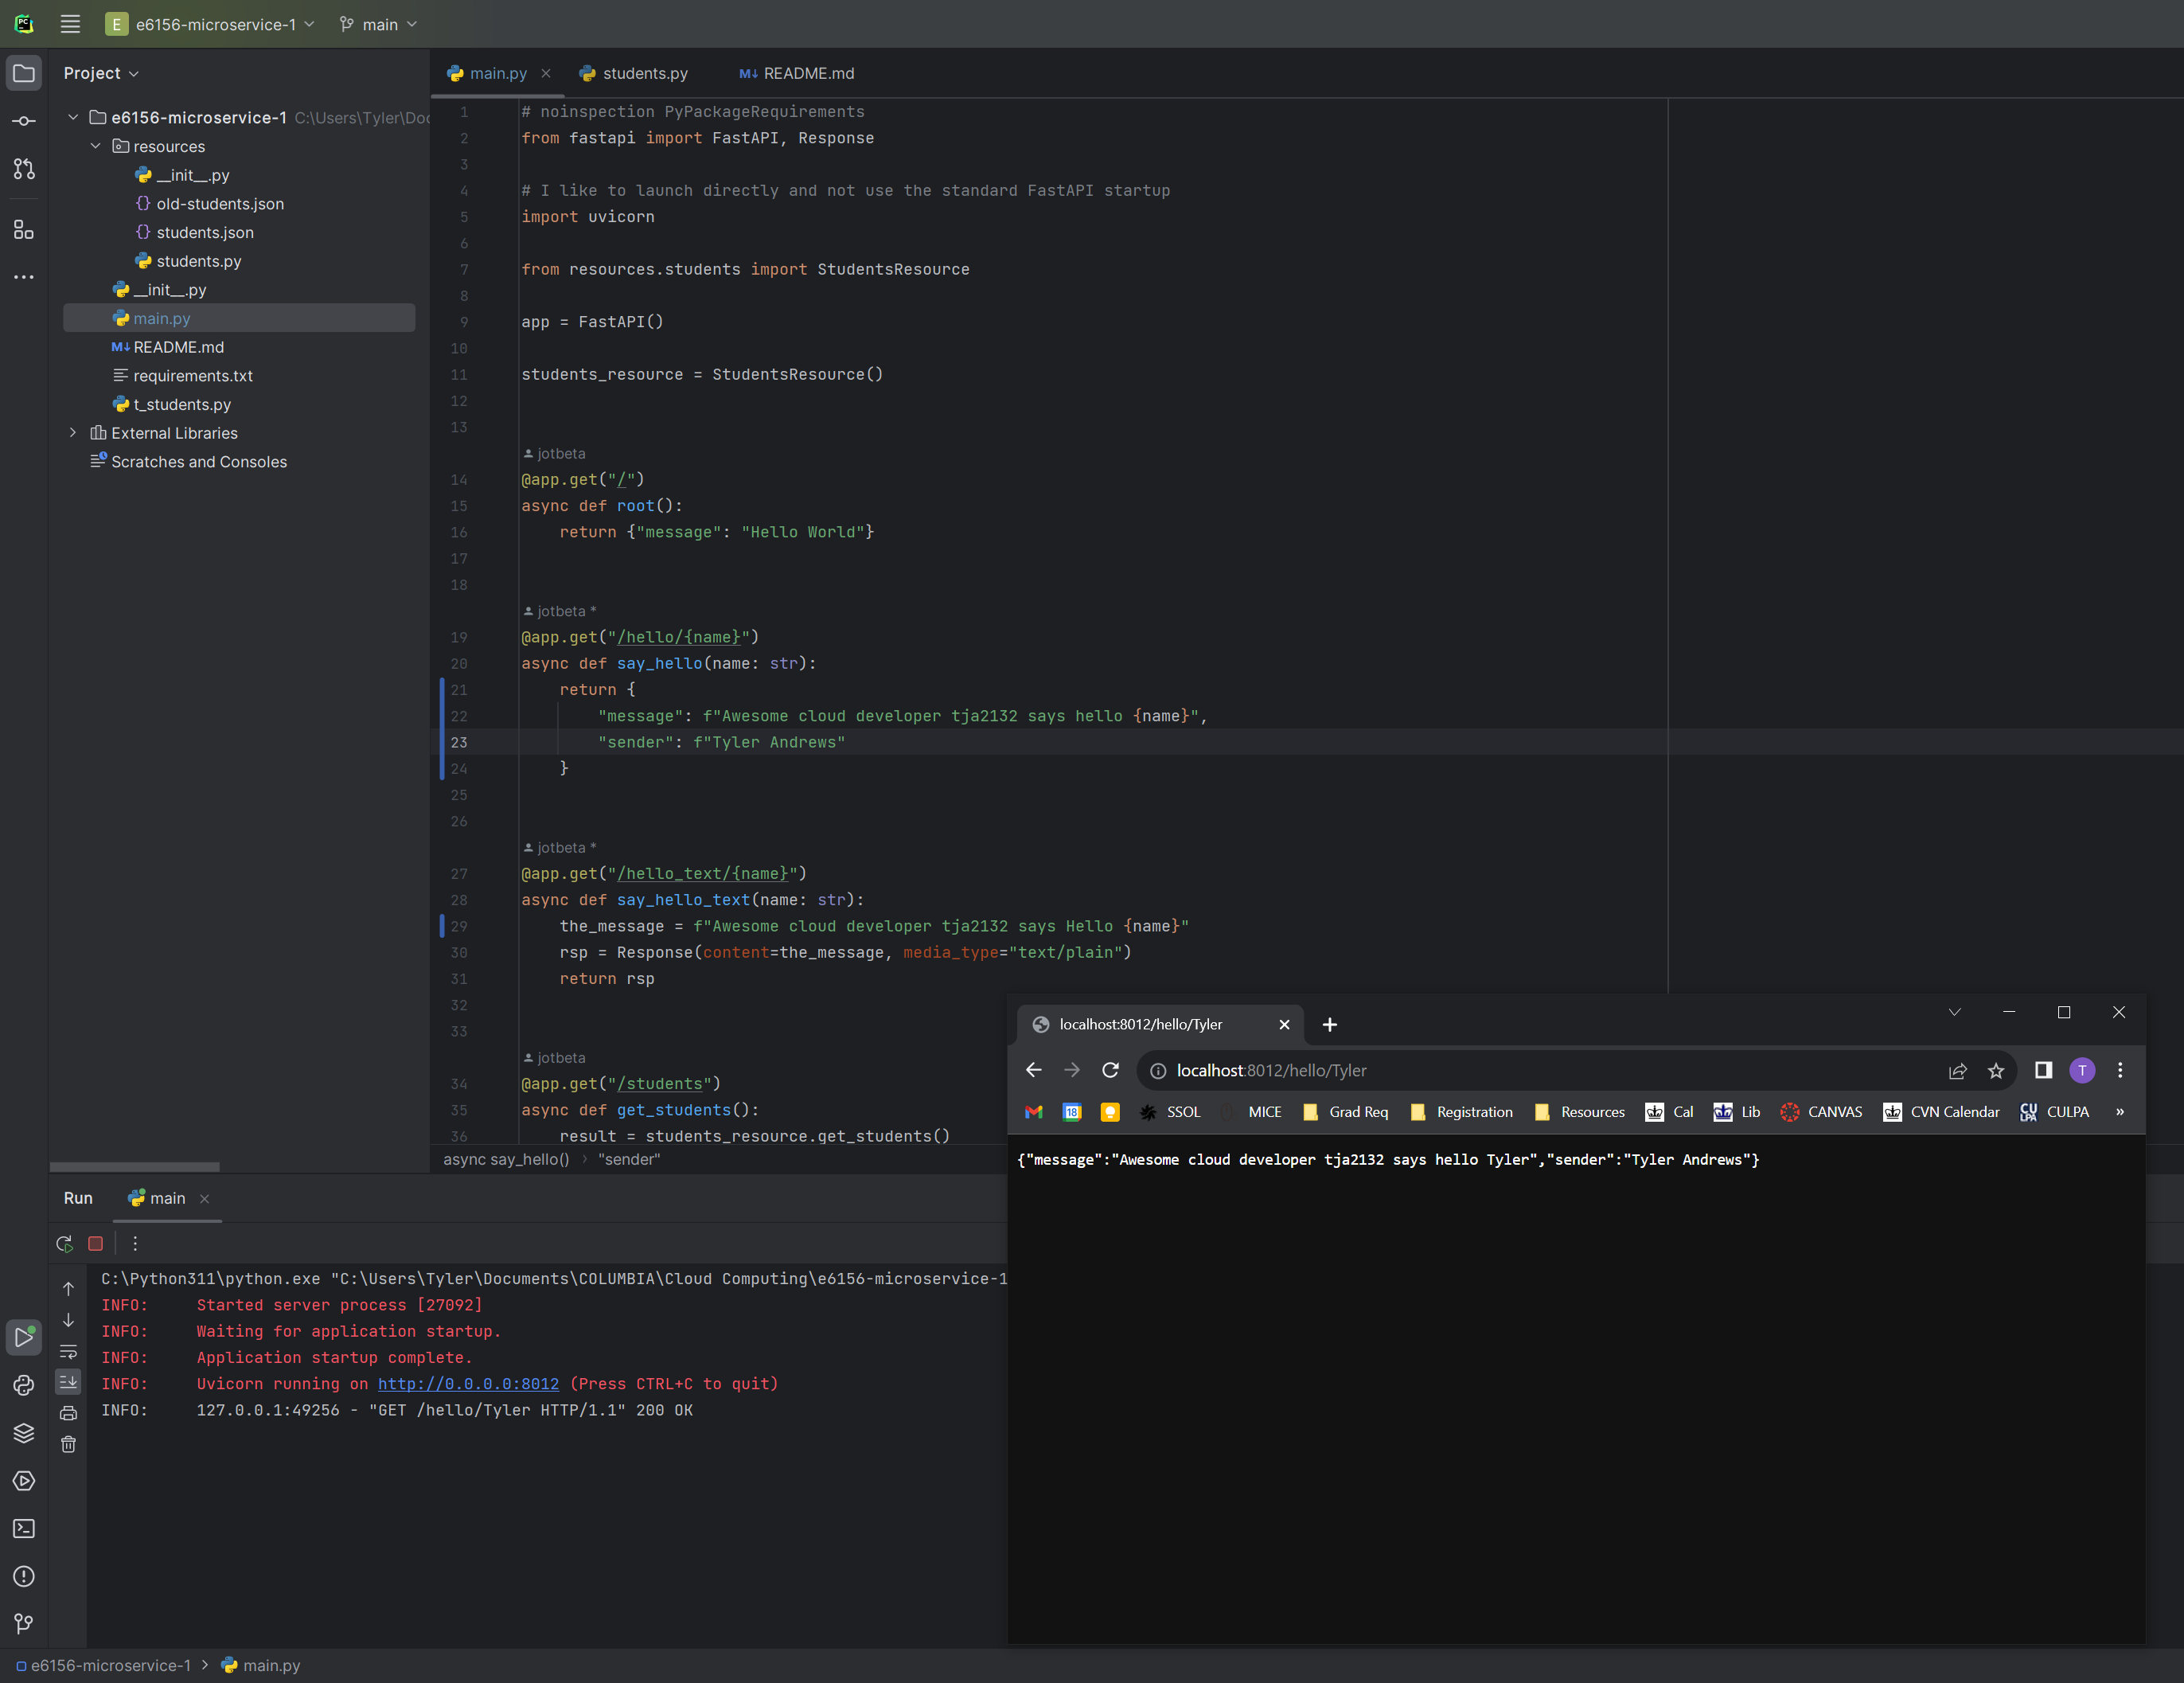 PC
E e6156-microservice-1 main
Project
e6156-microservice-1 C:\Users\Tyler\Doc
resources
__init__.py
old-students.json
students.json
students.py
__init__.py
main.py
README.md
requirements.txt
t_students.py
External Libraries
Scratches and Consoles
main.py students.py README.md
1 # noinspection PyPackageRequirements
2 from fastapi import FastAPI, Response
3
4 # I like to launch directly and not use the standard FastAPI startup
5 import uvicorn
6
7 from resources.students import StudentsResource
8
9 app = FastAPI()
10
11 students_resource = StudentsResource()
12
13
jotbeta
14 @app.get("/")
15 async def root():
16     return {"message": "Hello World"}
17
18
jotbeta *
19 @app.get("/hello/{name}")
20 async def say_hello(name: str):
21     return {
22         "message": f"Awesome cloud developer tja2132 says hello {name}",
23         "sender": f"Tyler Andrews"
24     }
25
26
jotbeta *
27 @app.get("/hello_text/{name}")
28 async def say_hello_text(name: str):
29     the_message = f"Awesome cloud developer tja2132 says Hello {name}"
30     rsp = Response(content=the_message, media_type="text/plain")
31     return rsp
32
33
jotbeta
34 @app.get("/students")
35 async def get_students():
36     result = students_resource.get_students()
async say_hello() › "sender"
localhost:8012/hello/Tyler
localhost:8012/hello/Tyler T
18 SSOL MICE Grad Req Registration Resources Cal Lib CANVAS CVN Calendar CULPA »
{"message":"Awesome cloud developer tja2132 says hello Tyler","sender":"Tyler Andrews"}
Run main
C:\Python311\python.exe "C:\Users\Tyler\Documents\COLUMBIA\Cloud Computing\e6156-microservice-1
INFO:     Started server process [27092]
INFO:     Waiting for application startup.
INFO:     Application startup complete.
INFO:     Uvicorn running on http://0.0.0.0:8012 (Press CTRL+C to quit)
INFO:     127.0.0.1:49256 - "GET /hello/Tyler HTTP/1.1" 200 OK
e6156-microservice-1 › main.py